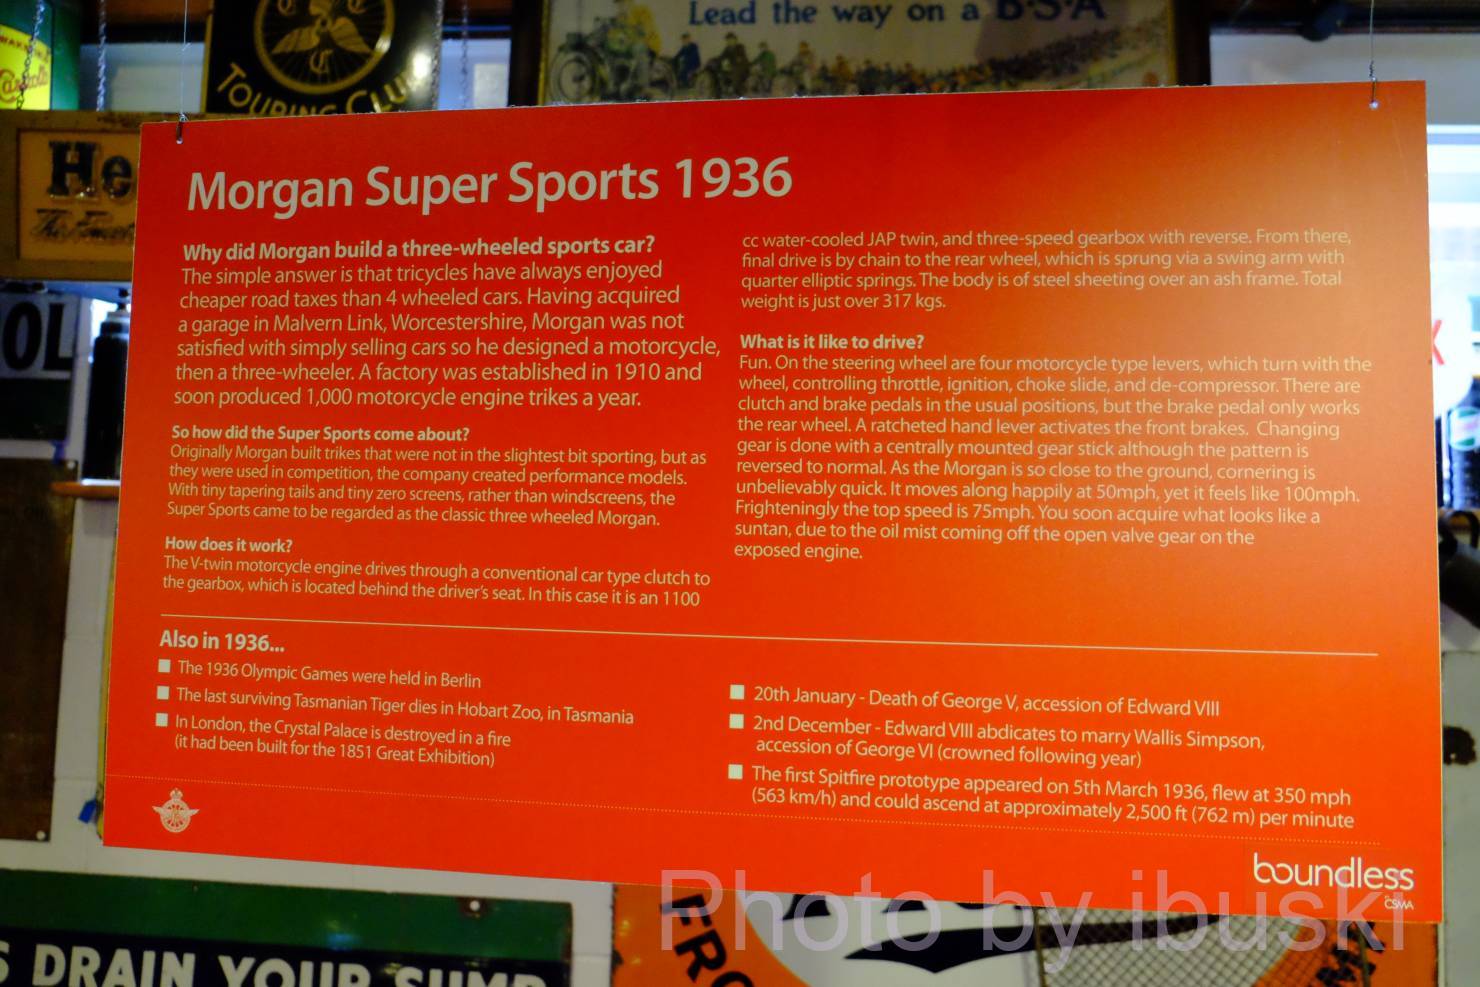 Lead the way on a B·S·A
TOURING CLU
He
OL
Morgan Super Sports 1936
Why did Morgan build a three-wheeled sports car?
The simple answer is that tricycles have always enjoyed
cheaper road taxes than 4 wheeled cars. Having acquired
a garage in Malvern Link, Worcestershire, Morgan was not
satisfied with simply selling cars so he designed a motorcycle,
then a three-wheeler. A factory was established in 1910 and
soon produced 1,000 motorcycle engine trikes a year.
So how did the Super Sports come about?
Originally Morgan built trikes that were not in the slightest bit sporting, but as
they were used in competition, the company created performance models.
With tiny tapering tails and tiny zero screens, rather than windscreens, the
Super Sports came to be regarded as the classic three wheeled Morgan.
How does it work?
The V-twin motorcycle engine drives through a conventional car type clutch to
the gearbox, which is located behind the driver's seat. In this case it is an 1100
cc water-cooled JAP twin, and three-speed gearbox with reverse. From there,
final drive is by chain to the rear wheel, which is sprung via a swing arm with
quarter elliptic springs. The body is of steel sheeting over an ash frame. Total
weight is just over 317 kgs.
What is it like to drive?
Fun. On the steering wheel are four motorcycle type levers, which turn with the
wheel, controlling throttle, ignition, choke slide, and de-compressor. There are
clutch and brake pedals in the usual positions, but the brake pedal only works
the rear wheel. A ratcheted hand lever activates the front brakes. Changing
gear is done with a centrally mounted gear stick although the pattern is
reversed to normal. As the Morgan is so close to the ground, cornering is
unbelievably quick. It moves along happily at 50mph, yet it feels like 100mph.
Frighteningly the top speed is 75mph. You soon acquire what looks like a
suntan, due to the oil mist coming off the open valve gear on the
exposed engine.
Also in 1936...
The 1936 Olympic Games were held in Berlin
The last surviving Tasmanian Tiger dies in Hobart Zoo, in Tasmania
In London, the Crystal Palace is destroyed in a fire
(it had been built for the 1851 Great Exhibition)
20th January - Death of George V, accession of Edward VIII
2nd December - Edward VIII abdicates to marry Wallis Simpson,
accession of George VI (crowned following year)
The first Spitfire prototype appeared on 5th March 1936, flew at 350 mph
(563 km/h) and could ascend at approximately 2,500 ft (762 m) per minute
boundless
CSMA
Photo by ibuski
S DRAIN YOUR SUMP
FRO